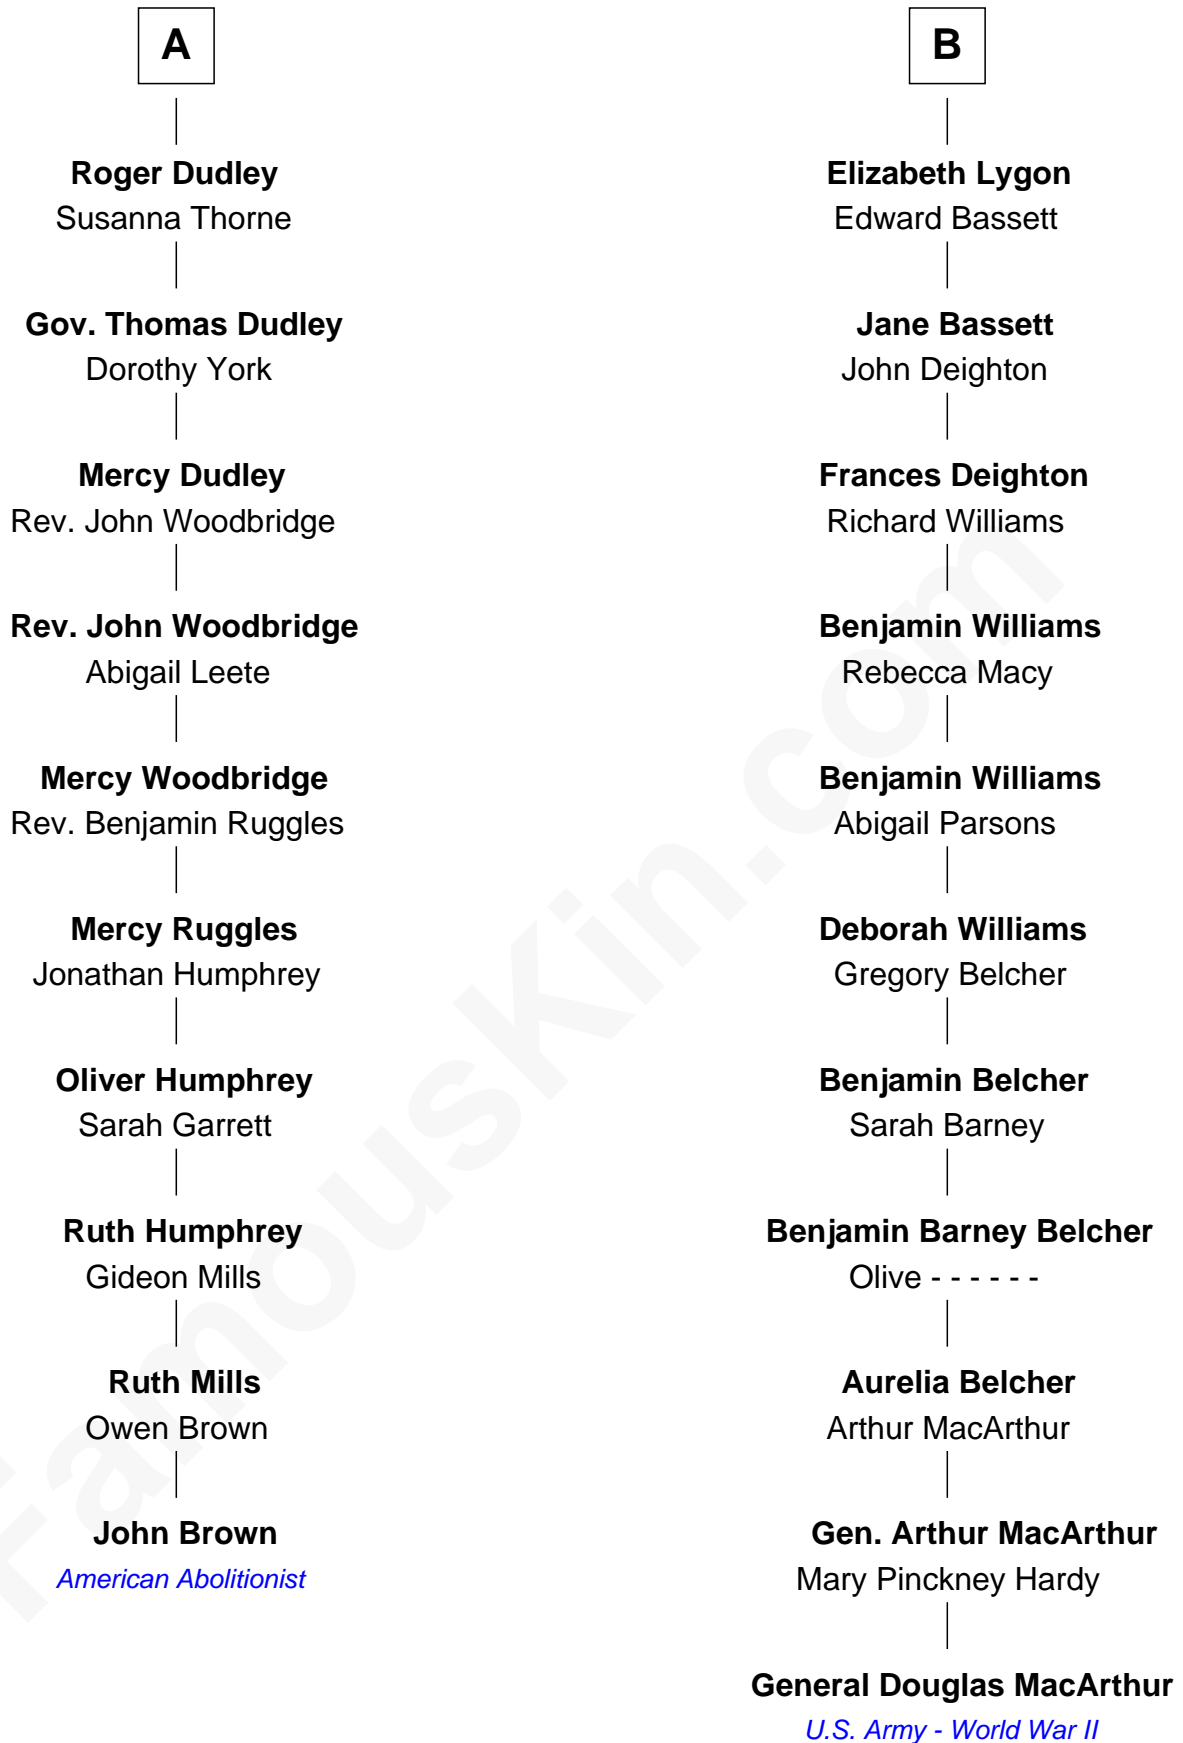 A
Roger Dudley
Susanna Thorne
Gov. Thomas Dudley
Dorothy York
Mercy Dudley
Rev. John Woodbridge
Rev. John Woodbridge
Abigail Leete
Mercy Woodbridge
Rev. Benjamin Ruggles
Mercy Ruggles
Jonathan Humphrey
Oliver Humphrey
Sarah Garrett
Ruth Humphrey
Gideon Mills
Ruth Mills
Owen Brown
John Brown
American Abolitionist
B
Elizabeth Lygon
Edward Bassett
Jane Bassett
John Deighton
Frances Deighton
Richard Williams
Benjamin Williams
Rebecca Macy
Benjamin Williams
Abigail Parsons
Deborah Williams
Gregory Belcher
Benjamin Belcher
Sarah Barney
Benjamin Barney Belcher
Olive - - - - - -
Aurelia Belcher
Arthur MacArthur
Gen. Arthur MacArthur
Mary Pinckney Hardy
General Douglas MacArthur
U.S. Army - World War II
FamousKin.com